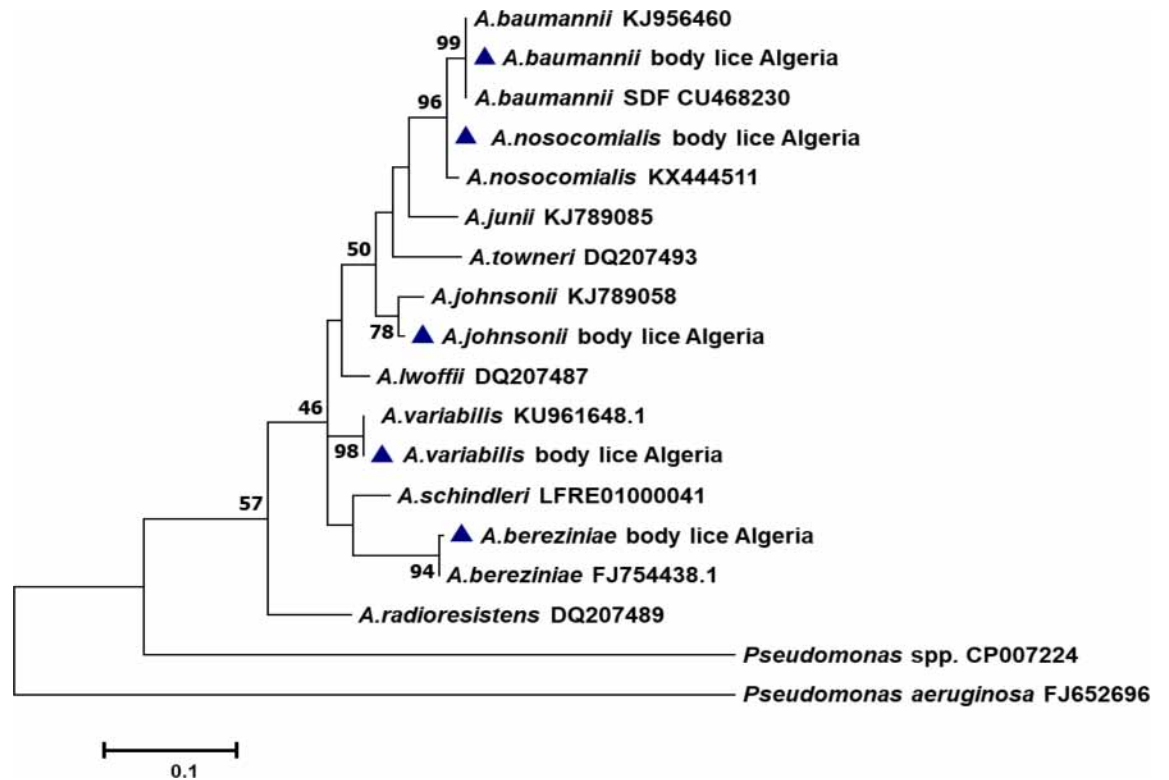 A.baumannii KJ956460
99
A.baumannii body lice Algeria
A.baumannii SDF CU468230
96
A.nosocomialis body lice Algeria
A.nosocomialis KX444511
A.junii KJ789085
50
A.towneri DQ207493
A.johnsonii KJ789058
78
A.johnsonii body lice Algeria
A.lwoffii DQ207487
46
A.variabilis KU961648.1
98
A.variabilis body lice Algeria
A.schindleri LFRE01000041
57
A.bereziniae body lice Algeria
94
A.bereziniae FJ754438.1
A.radioresistens DQ207489
Pseudomonas spp. CP007224
Pseudomonas aeruginosa FJ652696
0.1